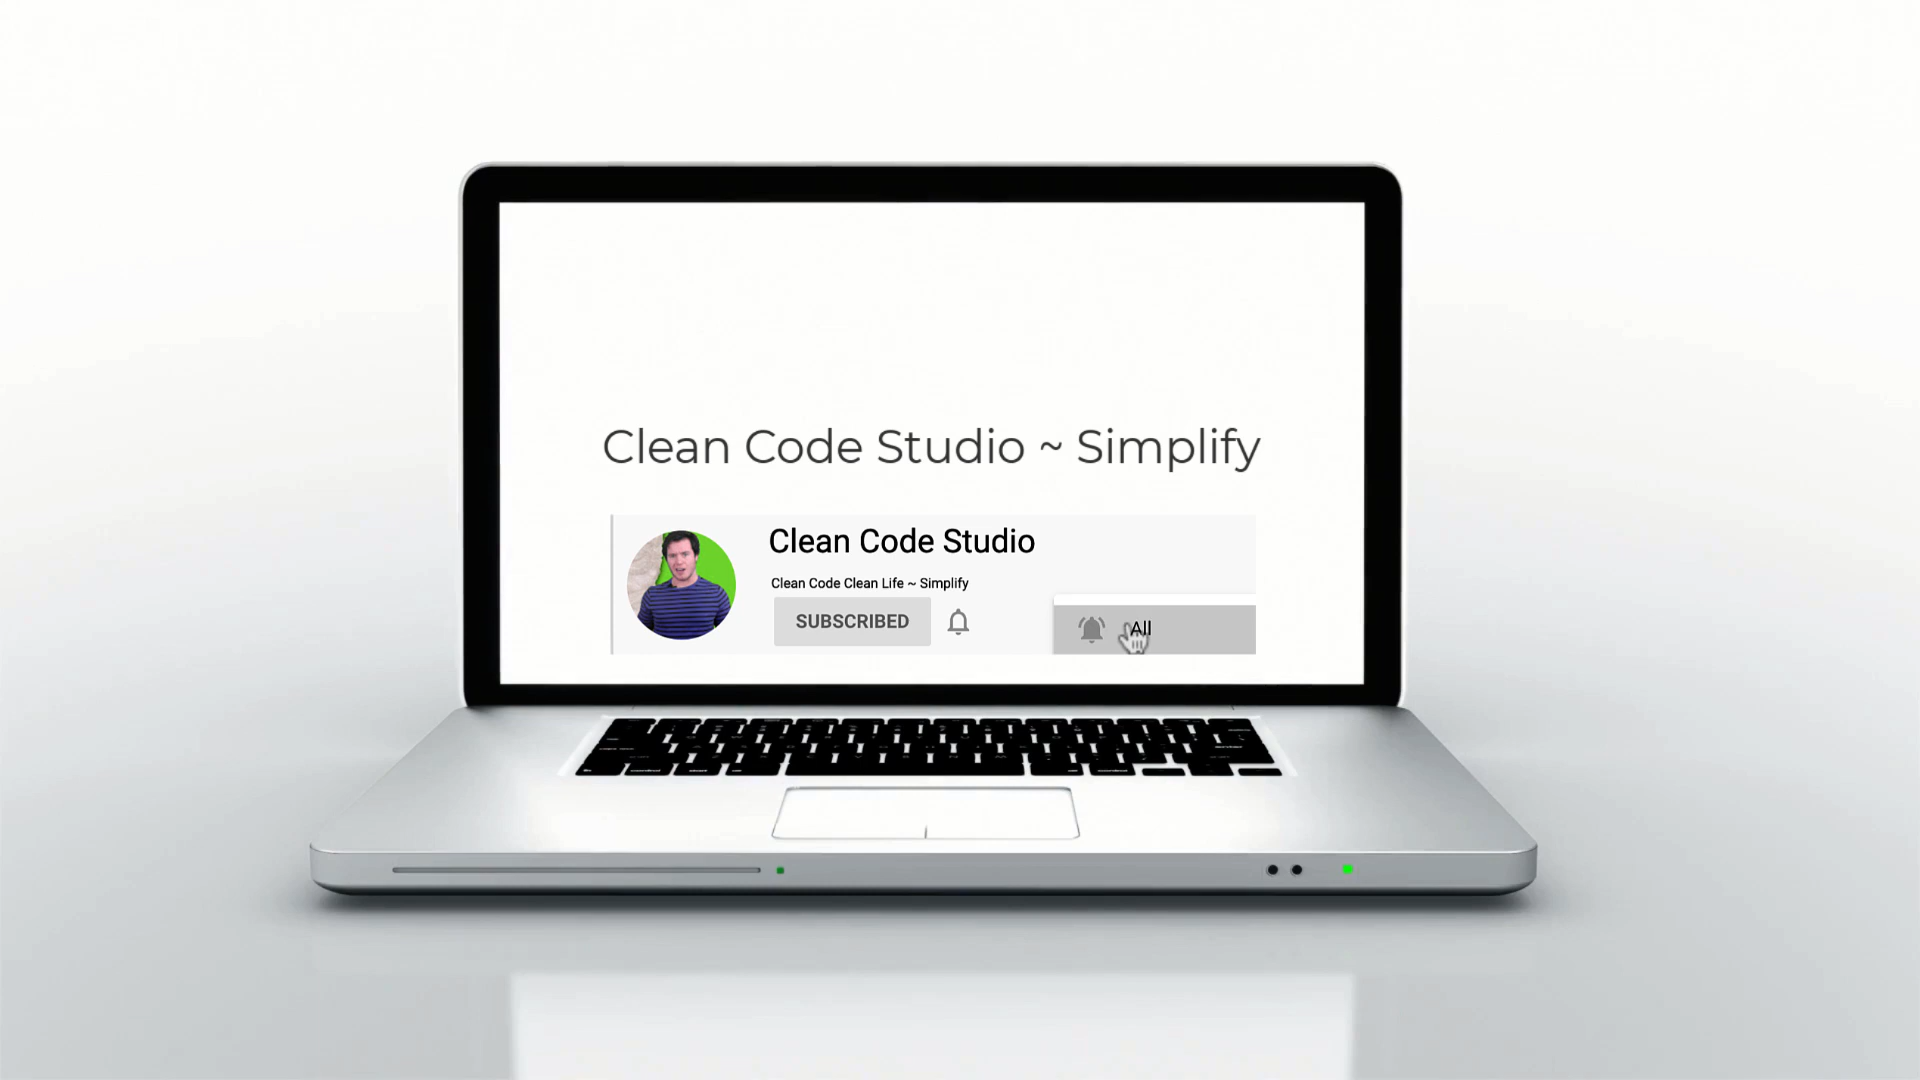 Clean Code Studio ~ Simplify
Clean Code Studio
Clean Code Clean Life ~ Simplify
SUBSCRIBED
All